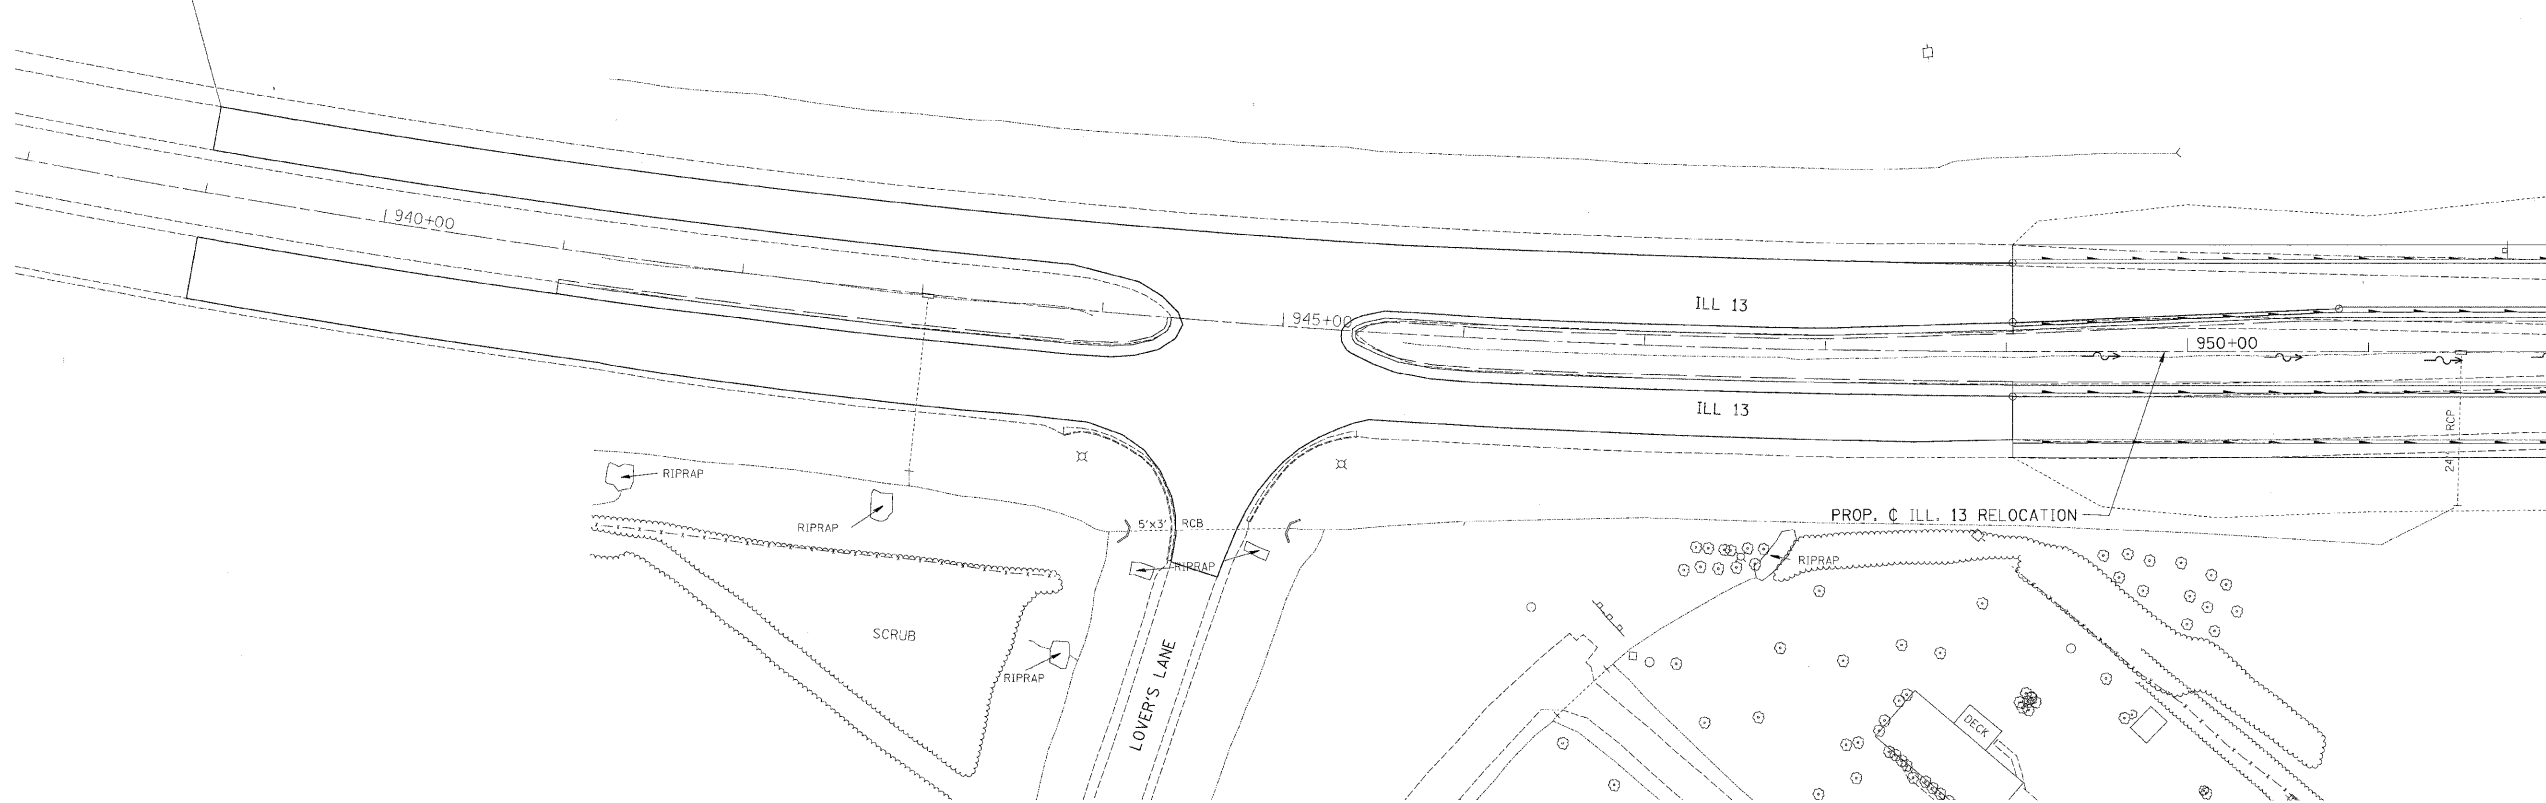 940+00
945+00
ILL 13
950+00
ILL 13
24" RCP
RIPRAP
RIPRAP
5'x3' RCB
PROP. ℄ ILL. 13 RELOCATION
RIPRAP
RIPRAP
SCRUB
RIPRAP
LOVER'S LANE
DECK